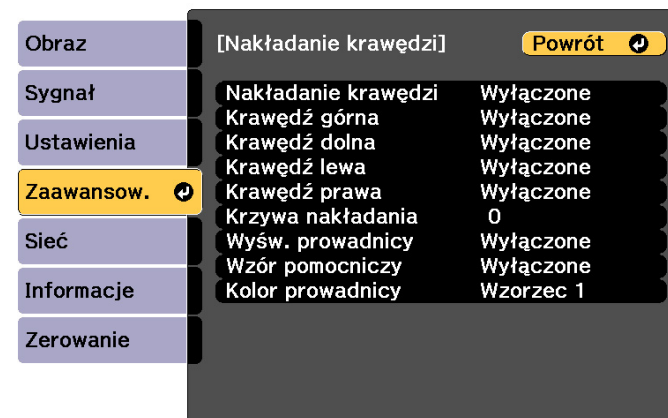 Obraz
Sygnał
Ustawienia
Zaawansow.
Sieć
Informacje
Zerowanie
[Nakładanie krawędzi] Powrót
Nakładanie krawędzi Wyłączone
Krawędź górna Wyłączone
Krawędź dolna Wyłączone
Krawędź lewa Wyłączone
Krawędź prawa Wyłączone
Krzywa nakładania 0
Wyśw. prowadnicy Wyłączone
Wzór pomocniczy Wyłączone
Kolor prowadnicy Wzorzec 1